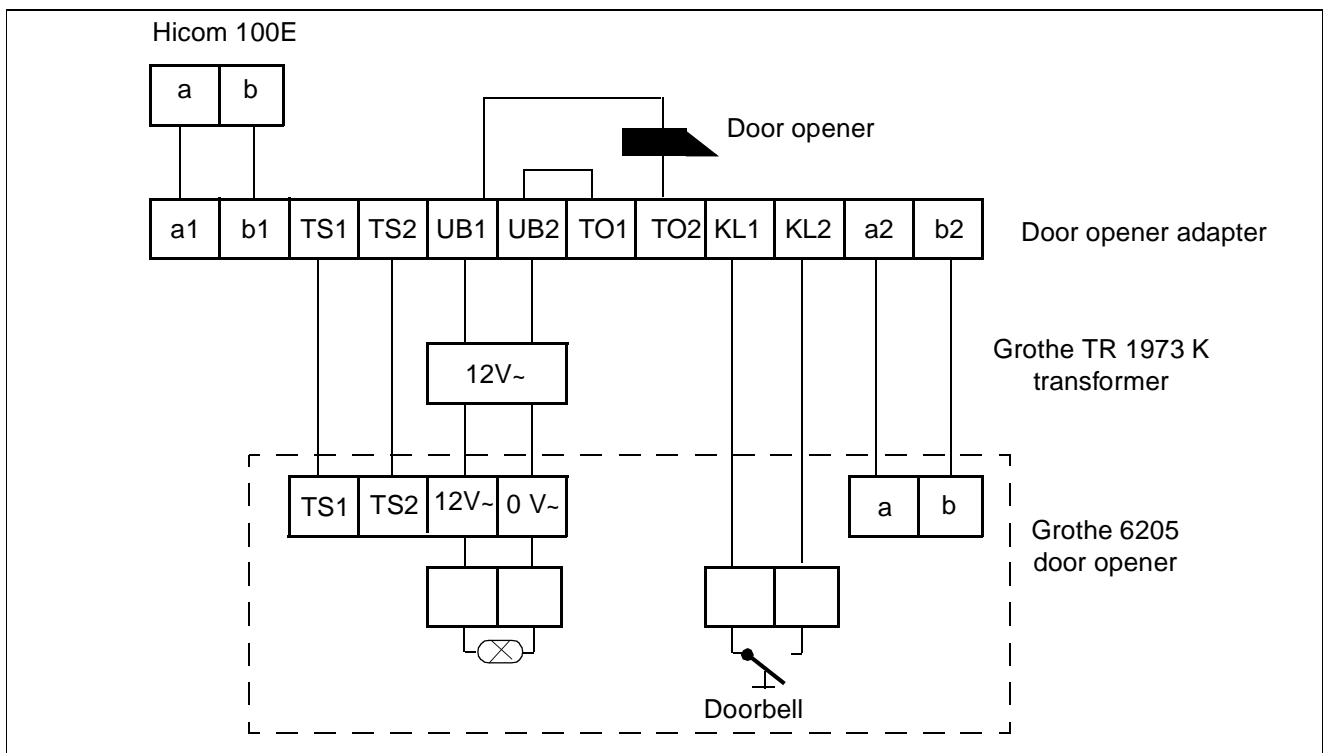 Hicom 100E
a b
Door opener
a1 b1 TS1 TS2 UB1 UB2 TO1 TO2 KL1 KL2 a2 b2
Door opener adapter
Grothe TR 1973 K
transformer
12V~
TS1 TS2 12V~ 0 V~
a b
Grothe 6205
door opener
Doorbell